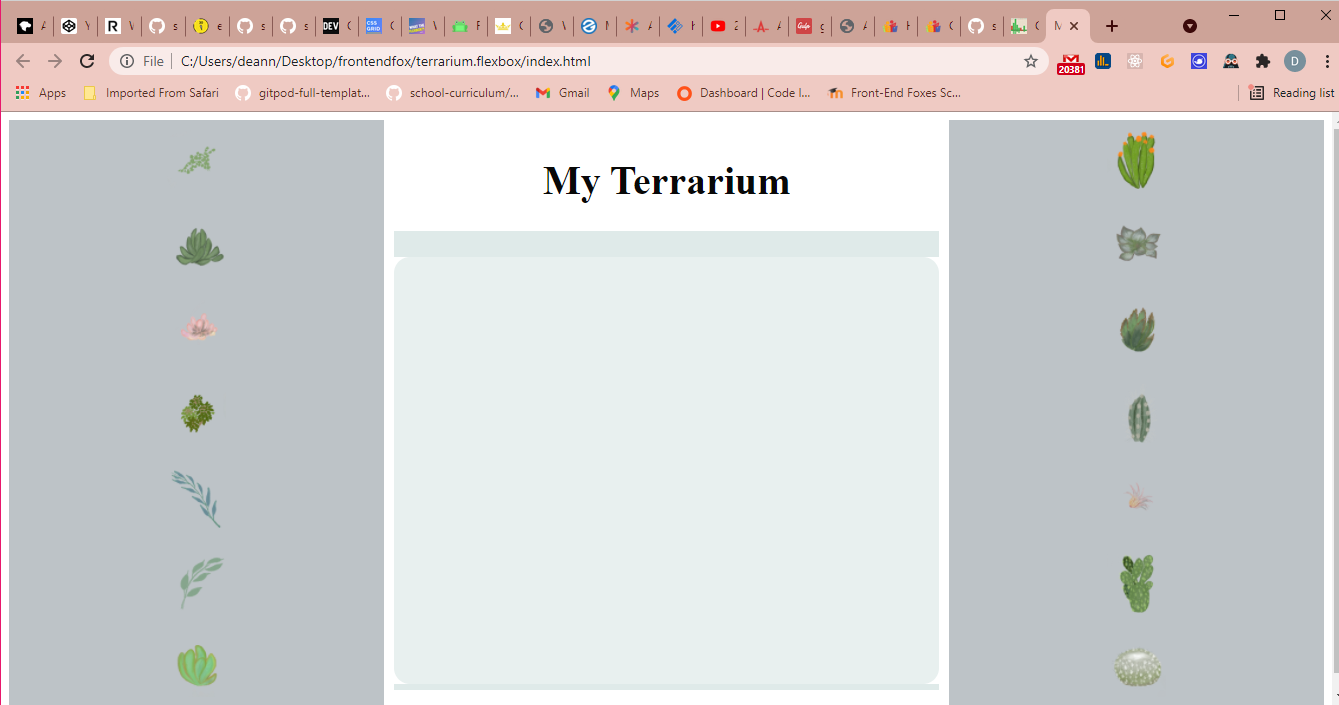 File C:/Users/deann/Desktop/frontendfox/terrarium.flexbox/index.html
20381
D
Apps Imported From Safari gitpod-full-templat... school-curriculum/... Gmail Maps Dashboard | Code I... Front-End Foxes Sc... Reading list
My Terrarium